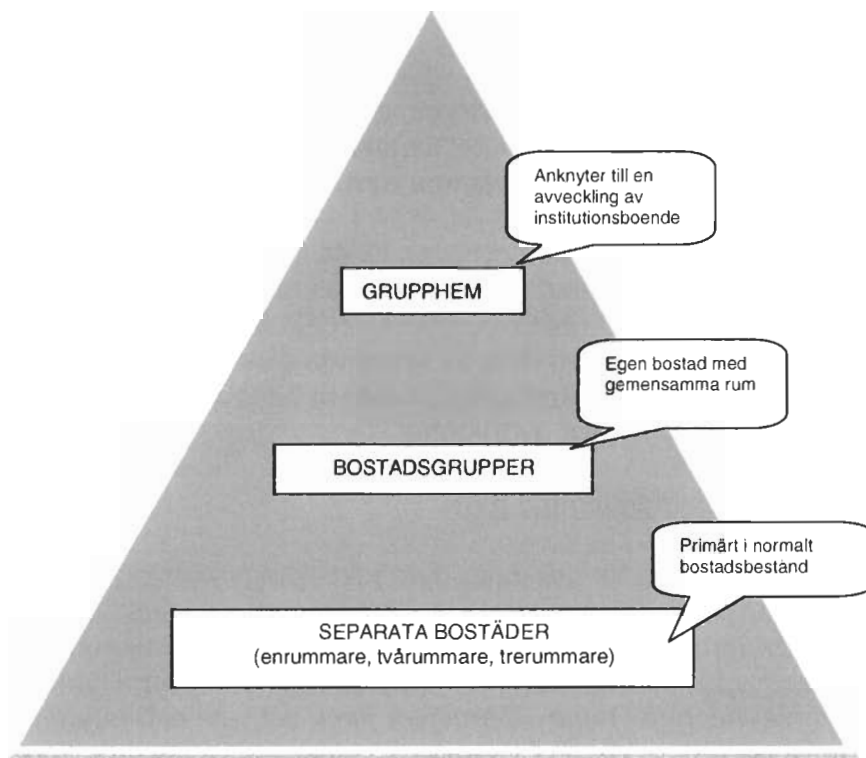 Anknyter till en
avveckling av
institutionsboende
GRUPPHEM
Egen bostad med
gemensamma rum
BOSTADSGRUPPER
Primärt i normalt
bostadsbestånd
SEPARATA BOSTÄDER
(enrummare, tvårummare, trerummare)